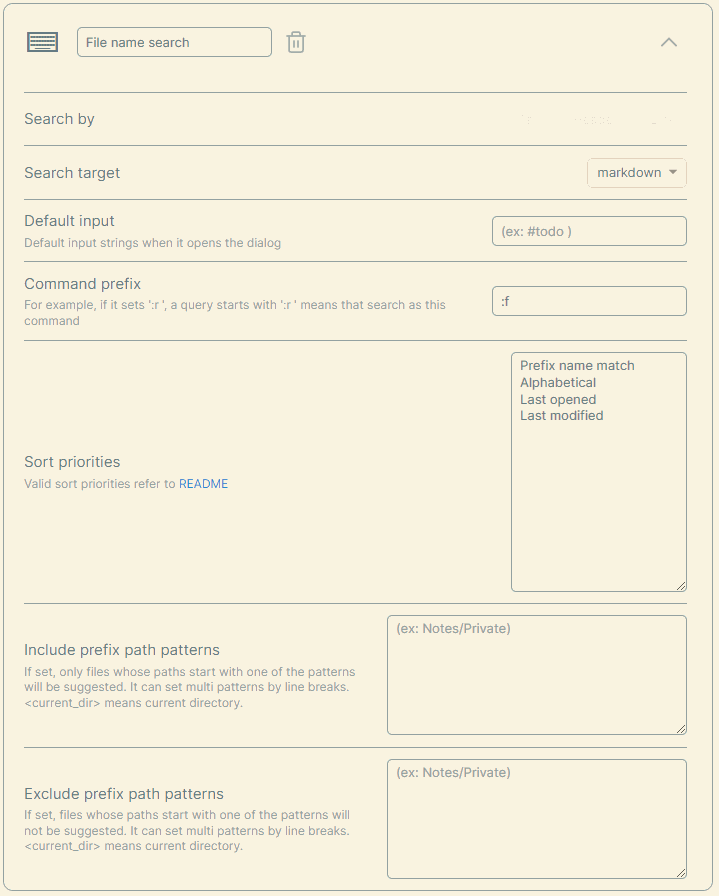 File name search
Search by
Search target
markdown
Default input
Default input strings when it opens the dialog
(ex: #todo )
Command prefix
For example, if it sets ':r ', a query starts with ':r ' means that search as this
command
:f
Sort priorities
Valid sort priorities refer to README
Prefix name match
Alphabetical
Last opened
Last modified
Include prefix path patterns
If set, only files whose paths start with one of the patterns
will be suggested. It can set multi patterns by line breaks.
<current_dir> means current directory.
(ex: Notes/Private)
Exclude prefix path patterns
If set, files whose paths start with one of the patterns will
not be suggested. It can set multi patterns by line breaks.
<current_dir> means current directory.
(ex: Notes/Private)